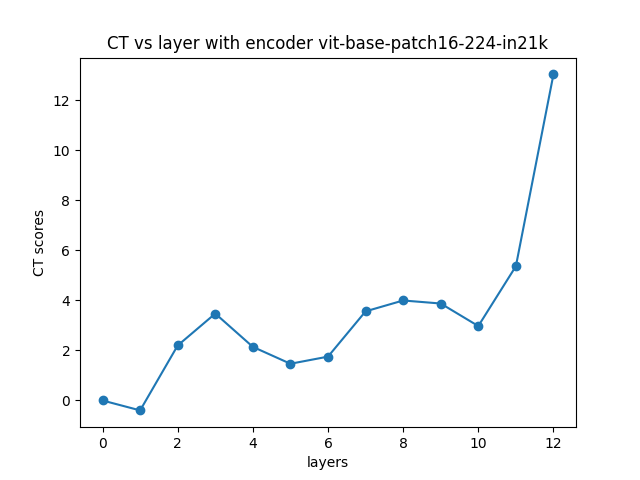 CT vs layer with encoder vit-base-patch16-224-in21k
12
10
8
6
4
2
0
CT scores
0 2 4 6 8 10 12
layers